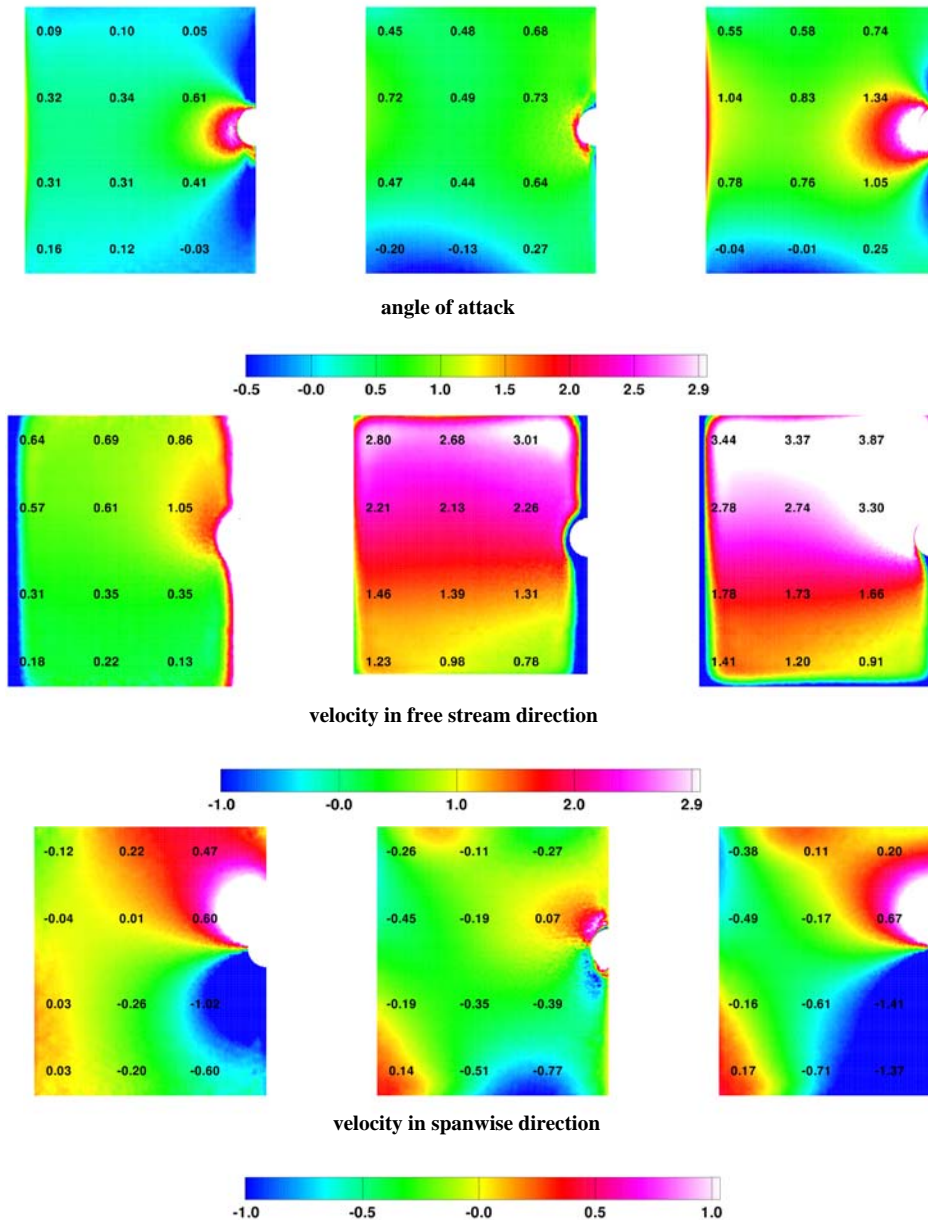 0.09 0.10 0.05 0.45 0.48 0.68 0.55 0.58 0.74
0.32 0.34 0.61 0.72 0.49 0.73 1.04 0.83 1.34
0.31 0.31 0.41 0.47 0.44 0.64 0.78 0.76 1.05
0.16 0.12 -0.03 -0.20 -0.13 0.27 -0.04 -0.01 0.25
angle of attack
-0.5 -0.0 0.5 1.0 1.5 2.0 2.5 2.9
0.64 0.69 0.86 2.80 2.68 3.01 3.44 3.37 3.87
0.57 0.61 1.05 2.21 2.13 2.26 2.78 2.74 3.30
0.31 0.35 0.35 1.46 1.39 1.31 1.78 1.73 1.66
0.18 0.22 0.13 1.23 0.98 0.78 1.41 1.20 0.91
velocity in free stream direction
-1.0 -0.0 1.0 2.0 2.9
-0.12 0.22 0.47 -0.26 -0.11 -0.27 -0.38 0.11 0.20
-0.04 0.01 0.60 -0.45 -0.19 0.07 -0.49 -0.17 0.67
0.03 -0.26 -1.02 -0.19 -0.35 -0.39 -0.16 -0.61 -1.41
0.03 -0.20 -0.60 0.14 -0.51 -0.77 0.17 -0.71 -1.37
velocity in spanwise direction
-1.0 -0.5 -0.0 0.5 1.0